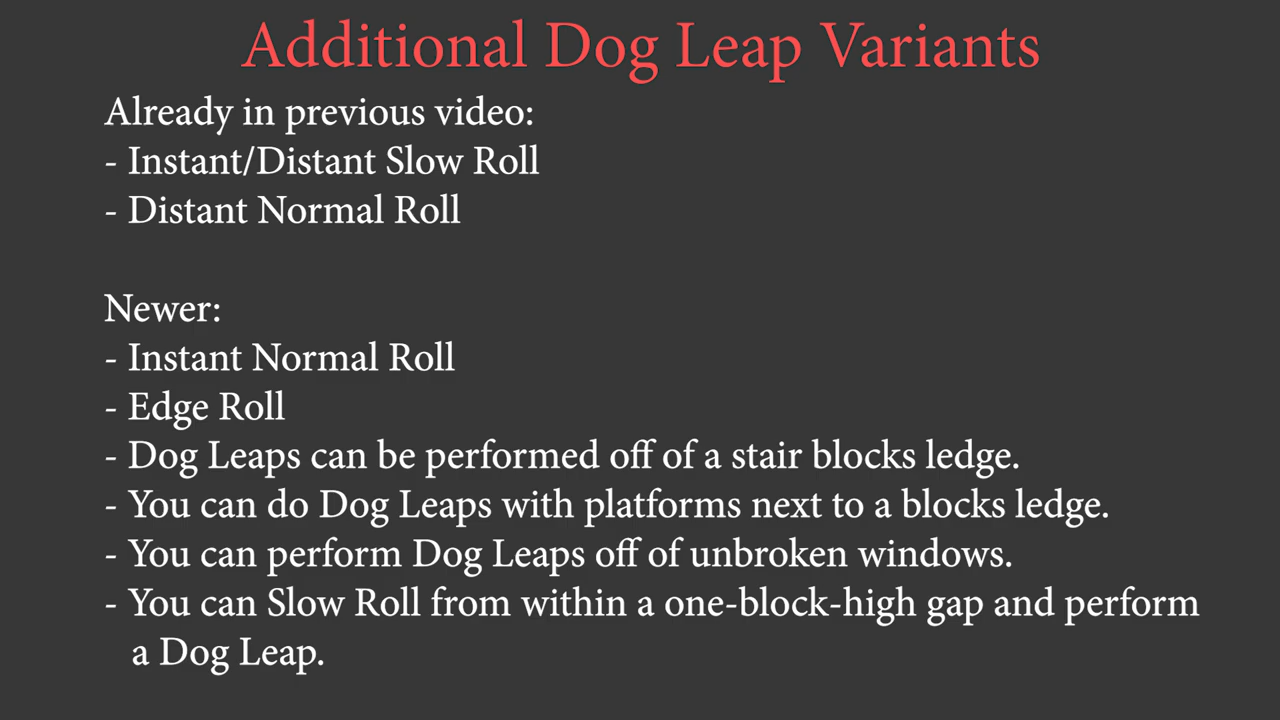 Additional Dog Leap Variants
Already in previous video:
- Instant/Distant Slow Roll
- Distant Normal Roll
Newer:
- Instant Normal Roll
- Edge Roll
- Dog Leaps can be performed off of a stair blocks ledge.
- You can do Dog Leaps with platforms next to a blocks ledge.
- You can perform Dog Leaps off of unbroken windows.
- You can Slow Roll from within a one-block-high gap and perform
a Dog Leap.